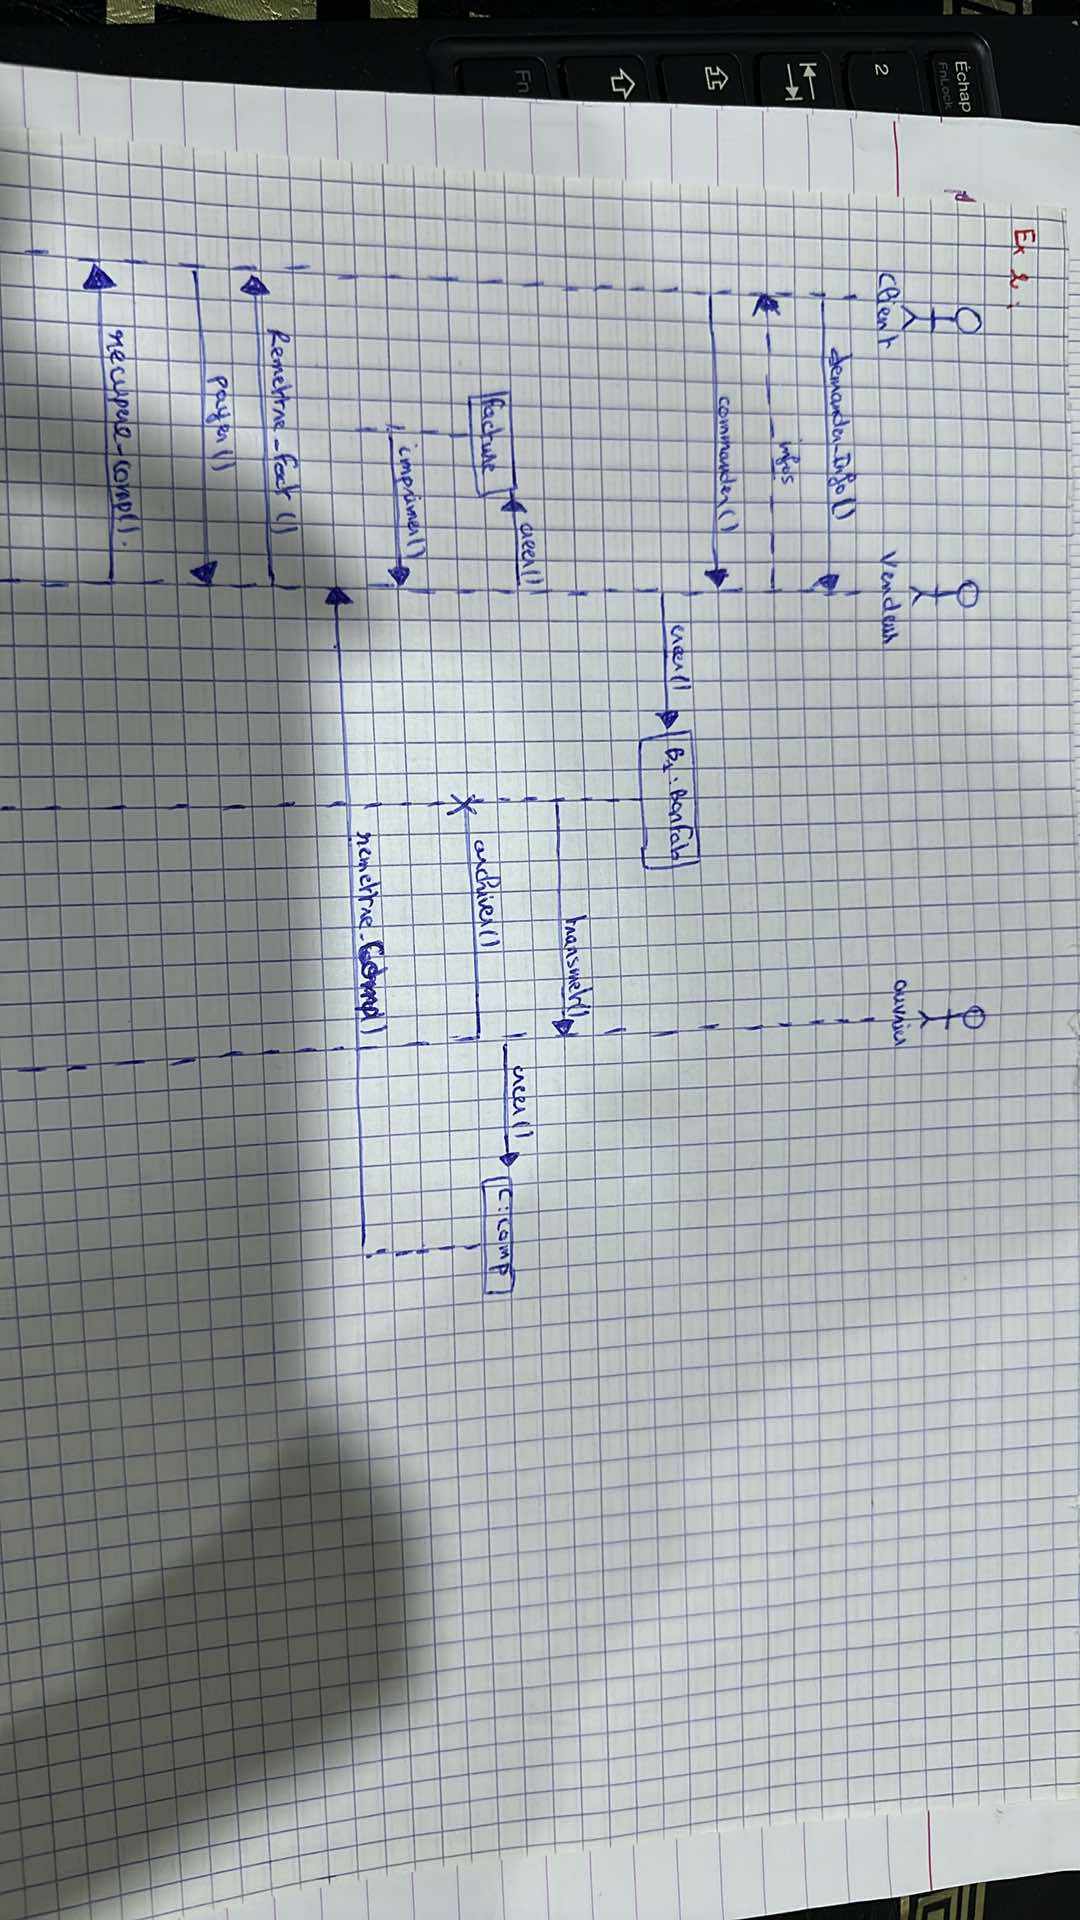 Échap
FnLock
2
Fn
Ex 2:
Client
Vendeur
ouvrier
demander_Info()
infos
commander()
creer()
B1:BonFab
transmet()
creer()
facture
creer()
C:comp
archiver()
imprimer()
remettre_Comp()
Remettre_fact()
payer()
recupere_comp().